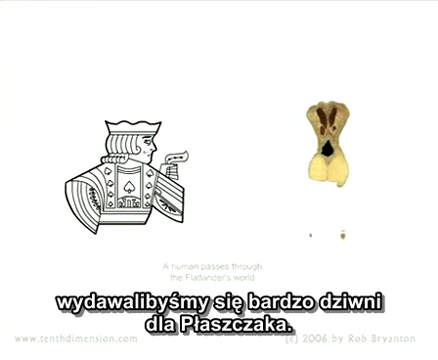 A human passes through
the Flatlander's world
wydawalibyśmy się bardzo dziwni
dla Płaszczaka.
www.tenthdimension.com (c) 2006 by Rob Bryanton